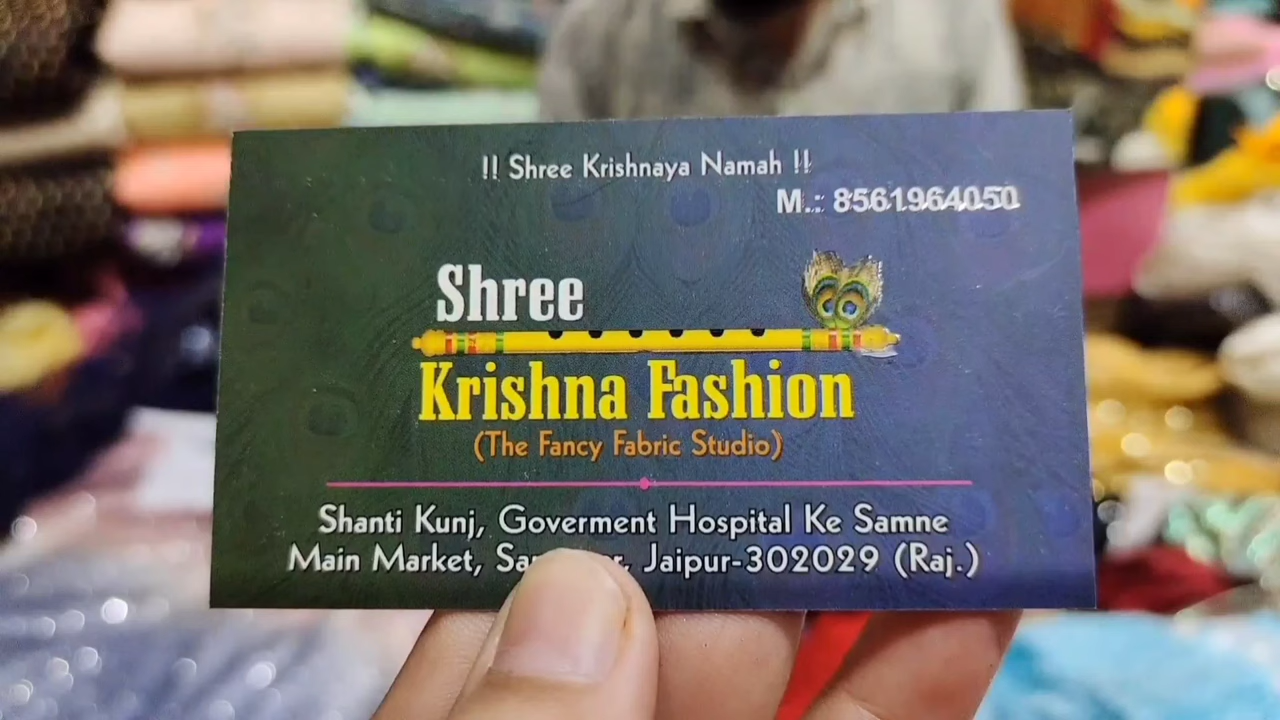 !! Shree Krishnaya Namah !!
M.: 8561964050
Shree
Krishna Fashion
(The Fancy Fabric Studio)
Shanti Kunj, Goverment Hospital Ke Samne
Main Market, Jaipur-302029 (Raj.)